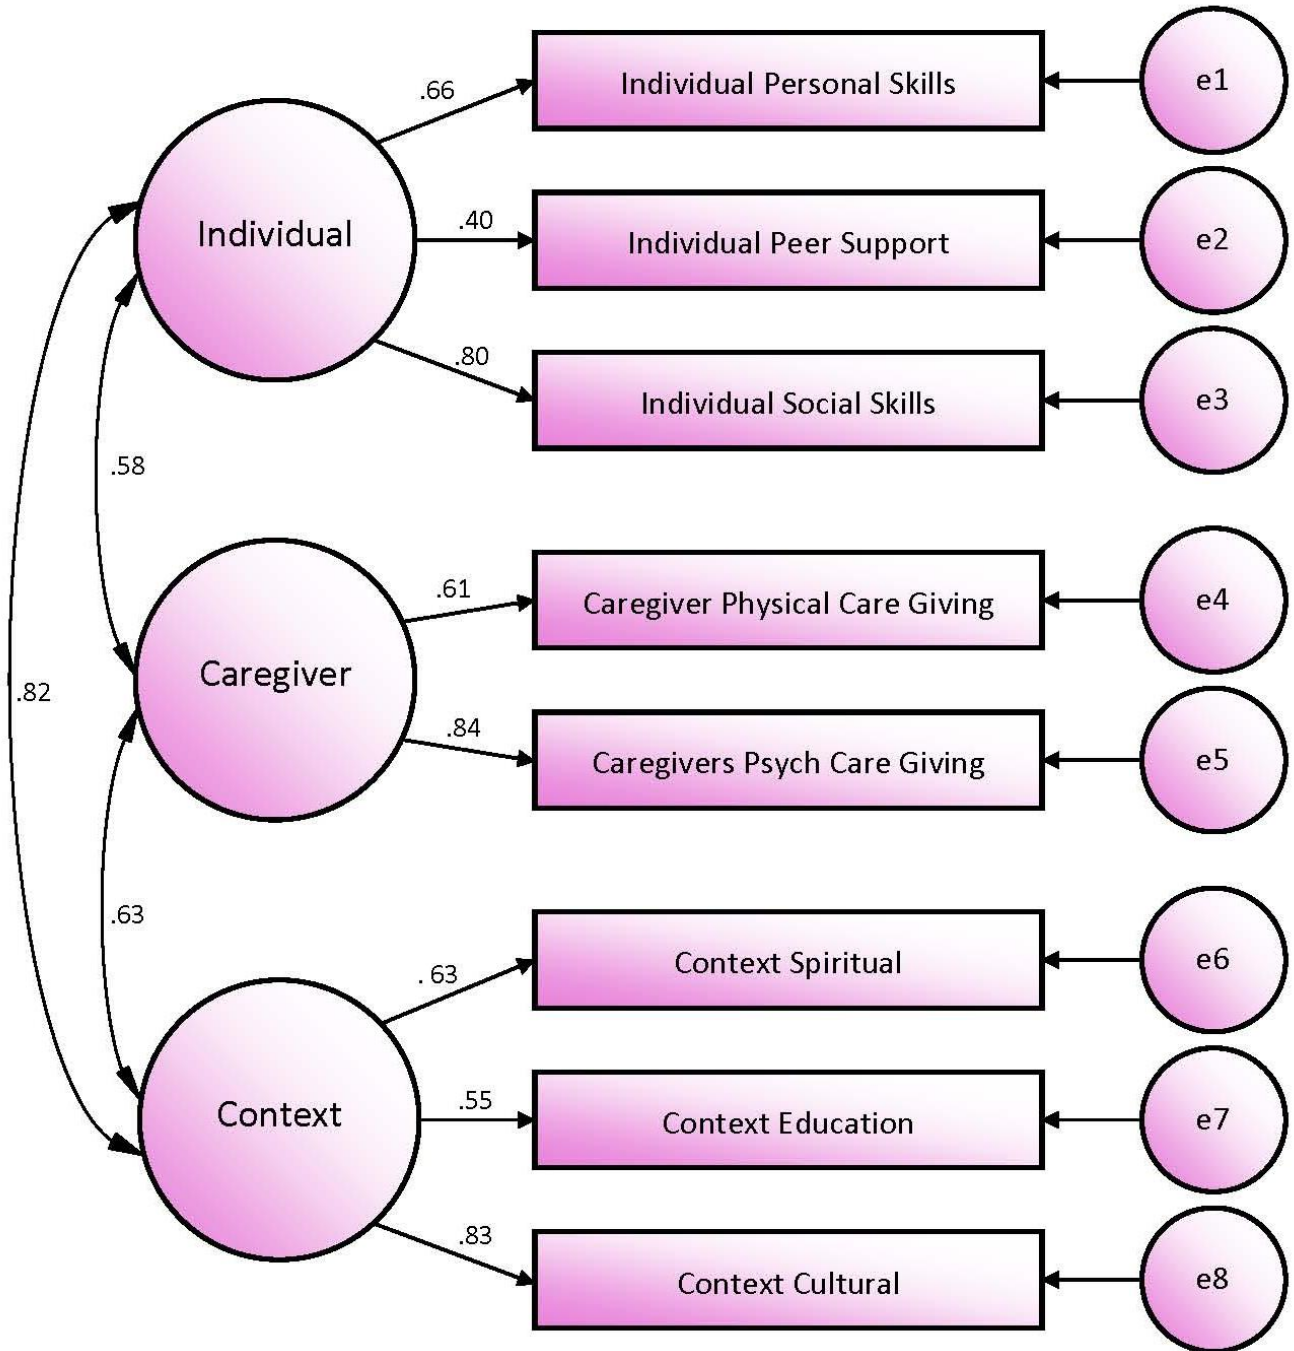 .66
Individual Personal Skills
e1
Individual
.40
Individual Peer Support
e2
.80
Individual Social Skills
e3
.58
.61
Caregiver Physical Care Giving
e4
Caregiver
.82
.84
Caregivers Psych Care Giving
e5
.63
. 63
Context Spiritual
e6
Context
.55
Context Education
e7
.83
Context Cultural
e8